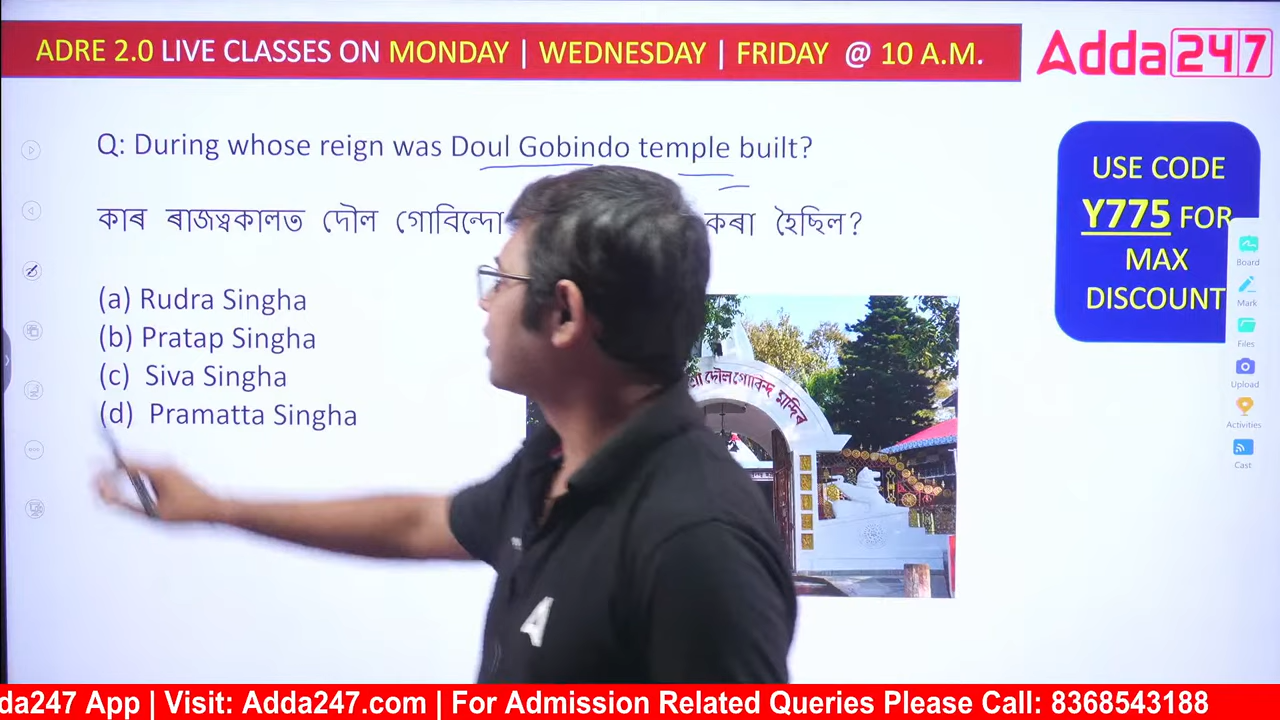 ADRE 2.0 LIVE CLASSES ON MONDAY | WEDNESDAY | FRIDAY @ 10 A.M.
Adda247
Q: During whose reign was Doul Gobindo temple built?
কাৰ ৰাজত্বকালত দৌল গোবিন্দো কৰা হৈছিল?
(a) Rudra Singha
(b) Pratap Singha
(c) Siva Singha
(d) Pramatta Singha
দৌলগোবিন্দ মন্দিৰ
USE CODE
Y775 FOR
MAX
DISCOUNT
Board
Mark
Files
Upload
Activities
Cast
A
da247 App | Visit: Adda247.com | For Admission Related Queries Please Call: 8368543188